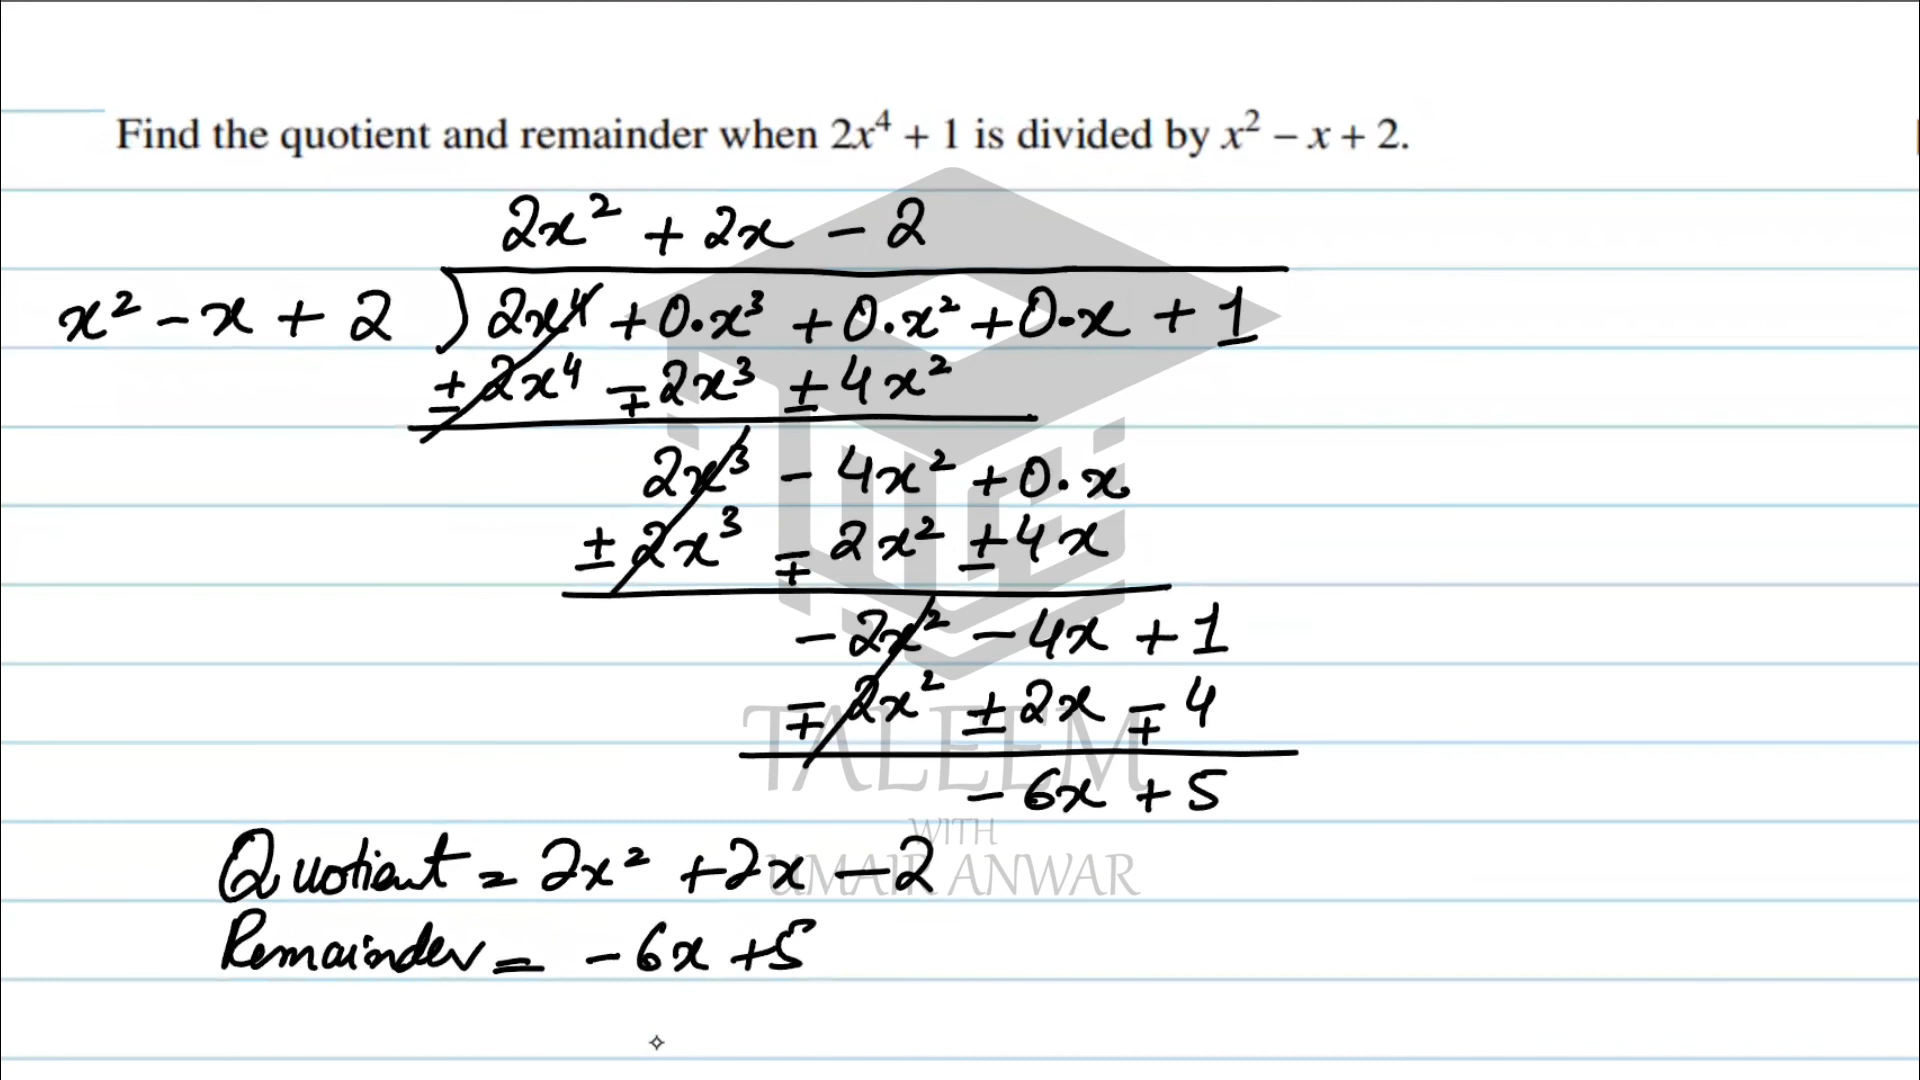 Find the quotient and remainder when 2x⁴ + 1 is divided by x² − x + 2.
2x² + 2x − 2
x² − x + 2 ) 2x⁴ + 0·x³ + 0·x² + 0·x + 1
± 2x⁴ ∓ 2x³ ± 4x²
2x³ − 4x² + 0·x
± 2x³ ∓ 2x² ± 4x
− 2x² − 4x + 1
∓ 2x² ± 2x ∓ 4
− 6x + 5
Quotient = 2x² + 2x − 2
Remainder = − 6x + 5
TALEEM
WITH
UMAIR ANWAR